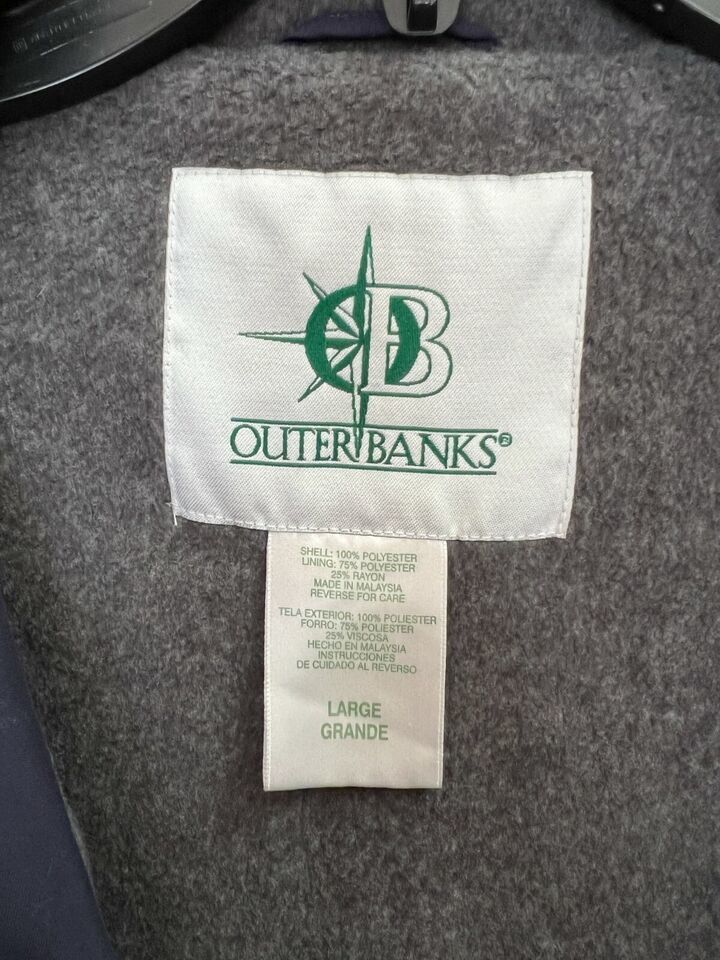 OB
OUTER BANKS®
SHELL: 100% POLYESTER
LINING: 75% POLYESTER
25% RAYON
MADE IN MALAYSIA
REVERSE FOR CARE
TELA EXTERIOR: 100% POLIESTER
FORRO: 75% POLIESTER
25% VISCOSA
HECHO EN MALAYSIA
INSTRUCCIONES
DE CUIDADO AL REVERSO
LARGE
GRANDE